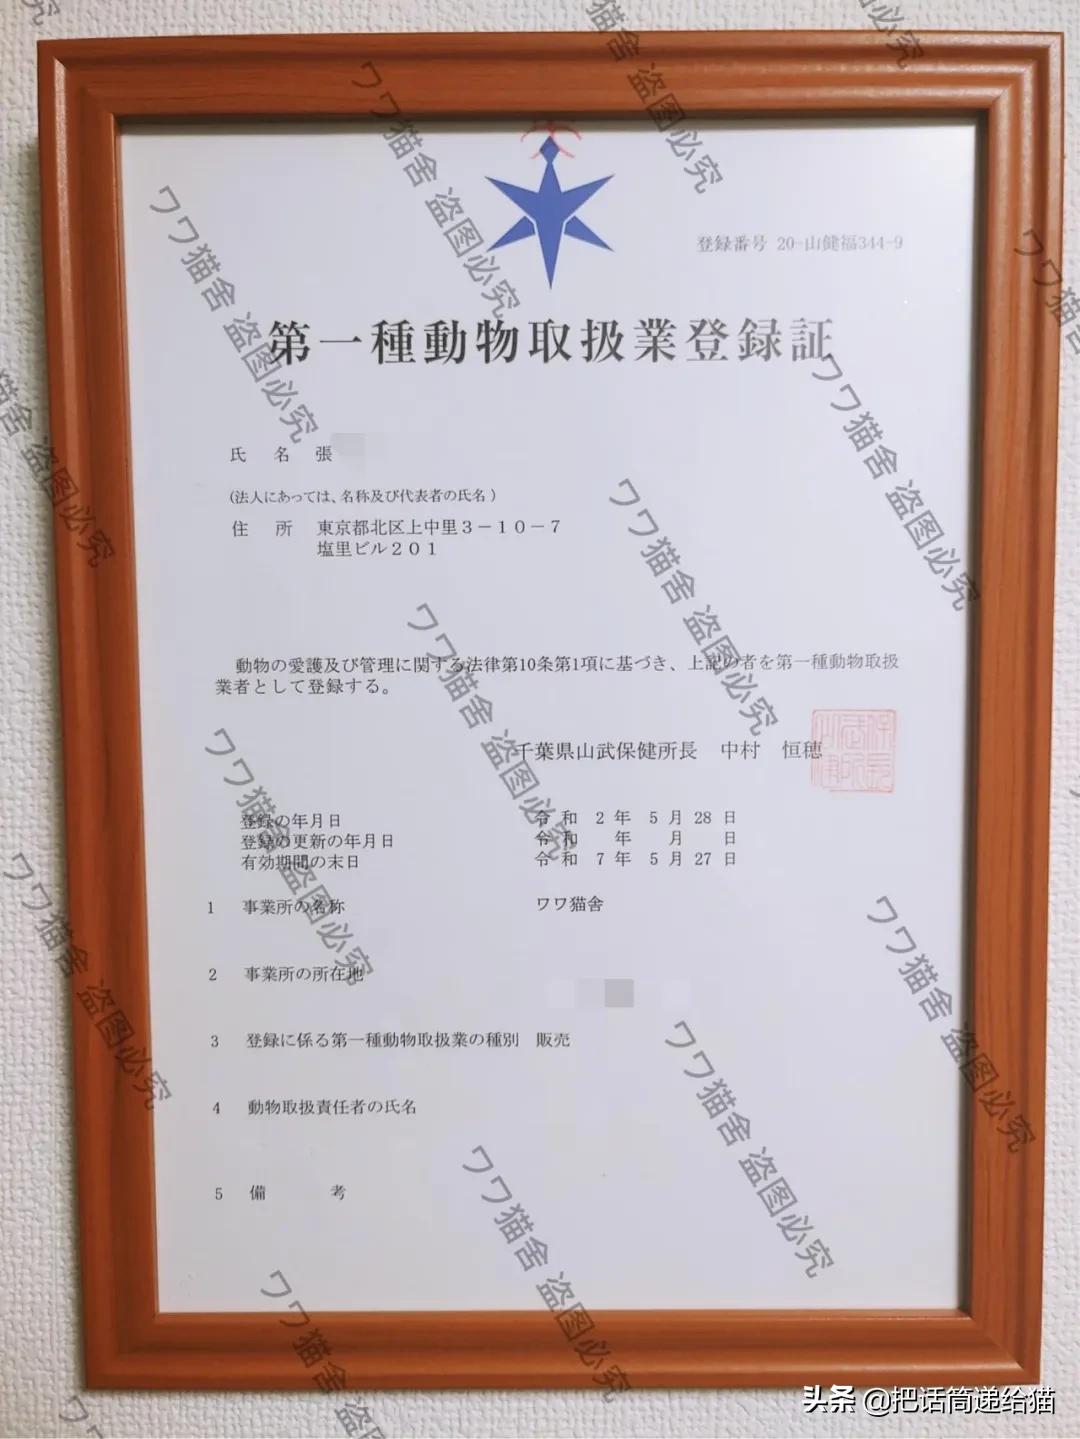 登録番号 20-山健福344-9
第一種動物取扱業登録証
氏 名 張
(法人にあっては、名称及び代表者の氏名)
住 所 東京都北区上中里3-10-7
塩里ビル201
動物の愛護及び管理に関する法律第10条第1項に基づき、上記の者を第一種動物取扱
業者として登録する。
千葉県山武保健所長 中村 恒穂
登録の年月日 令和 2 年 5 月 28 日
登録の更新の年月日 令和 年 月 日
有効期間の末日 令和 7 年 5 月 27 日
1 事業所の名称 ワワ猫舎
2 事業所の所在地
3 登録に係る第一種動物取扱業の種別 販売
4 動物取扱責任者の氏名
5 備 考
ワワ猫舍 盗图必究
头条 @把话筒递给猫